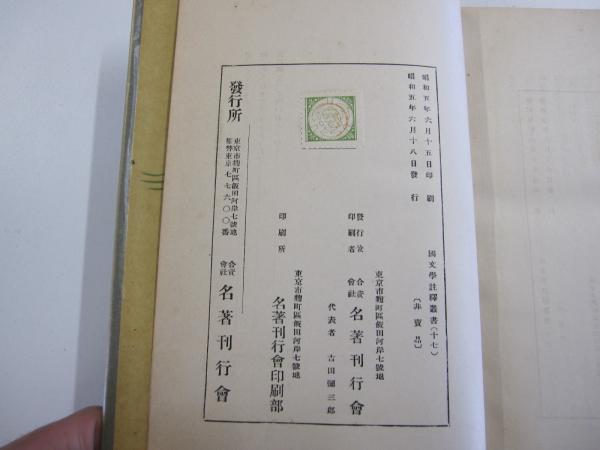 昭和五年六月十五日印刷
昭和五年六月十八日發行
國文學註釋叢書(十七)
〔非賣品〕
東京市麴町區飯田河岸七號地
發行兼
印刷者
合資
會社
名著刊行會
代表者 吉田彌三郎
東京市麴町區飯田河岸七號地
印刷所
名著刊行會印刷部
發行所
東京市麴町區飯田河岸七號地
振替東京七七六〇〇番
合資
會社
名著刊行會